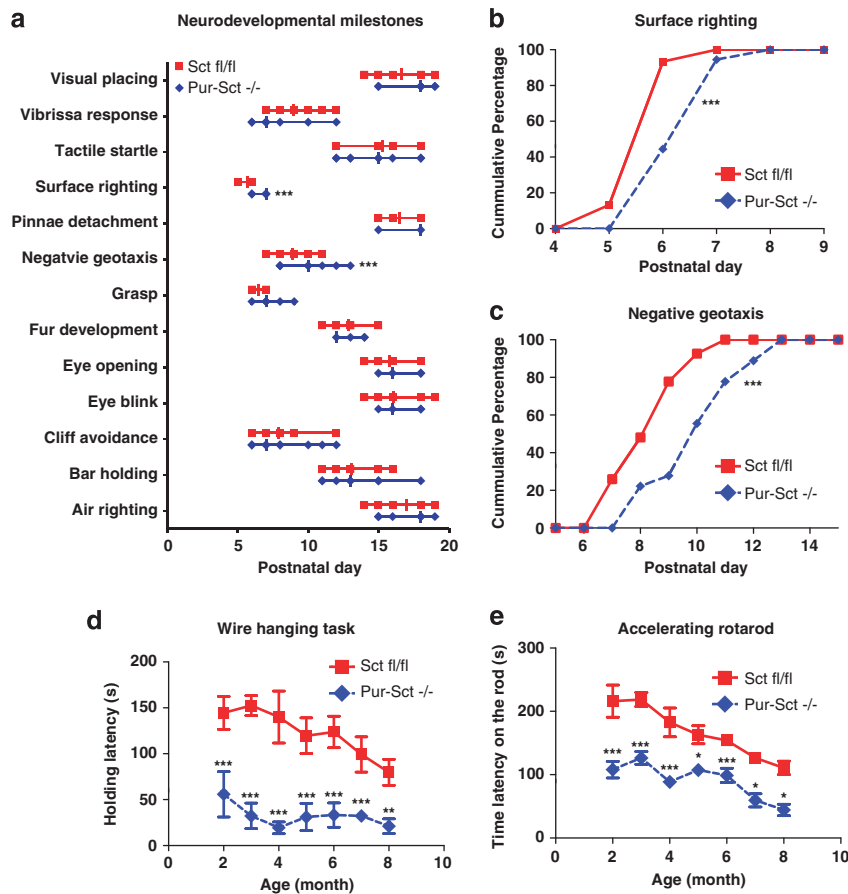 a
Neurodevelopmental milestones
Sct fl/fl
Pur-Sct -/-
Visual placing
Vibrissa response
Tactile startle
Surface righting
***
Pinnae detachment
Negatvie geotaxis
***
Grasp
Fur development
Eye opening
Eye blink
Cliff avoidance
Bar holding
Air righting
0 5 10 15 20
Postnatal day
b
Surface righting
Cummulative Percentage
100
80
60
40
20
0
***
Sct fl/fl
Pur-Sct -/-
4 5 6 7 8 9
Postnatal day
c
Negative geotaxis
Cummulative Percentage
100
80
60
40
20
0
***
Sct fl/fl
Pur-Sct -/-
6 8 10 12 14
Postnatal day
d
Wire hanging task
Holding latency (s)
200
150
100
50
0
Sct fl/fl
Pur-Sct -/-
*** *** *** *** *** *** **
0 2 4 6 8 10
Age (month)
e
Accelerating rotarod
Time latency on the rod (s)
300
200
100
0
Sct fl/fl
Pur-Sct -/-
*** *** *** * *** * *
0 2 4 6 8 10
Age (month)